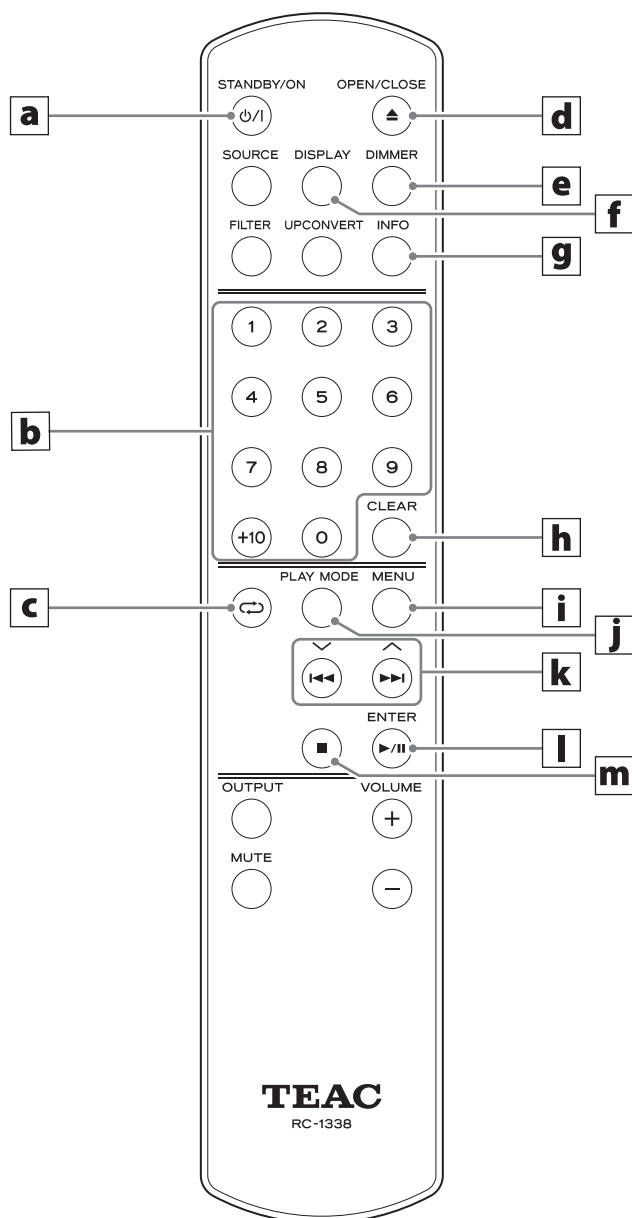 STANDBY/ON OPEN/CLOSE
a d
SOURCE DISPLAY DIMMER
e
f
FILTER UPCONVERT INFO
g
1 2 3
4 5 6
b
7 8 9
CLEAR
+10 0
h
PLAY MODE MENU
c i
j
k
ENTER
l
m
OUTPUT VOLUME
+
MUTE
−
TEAC
RC-1338